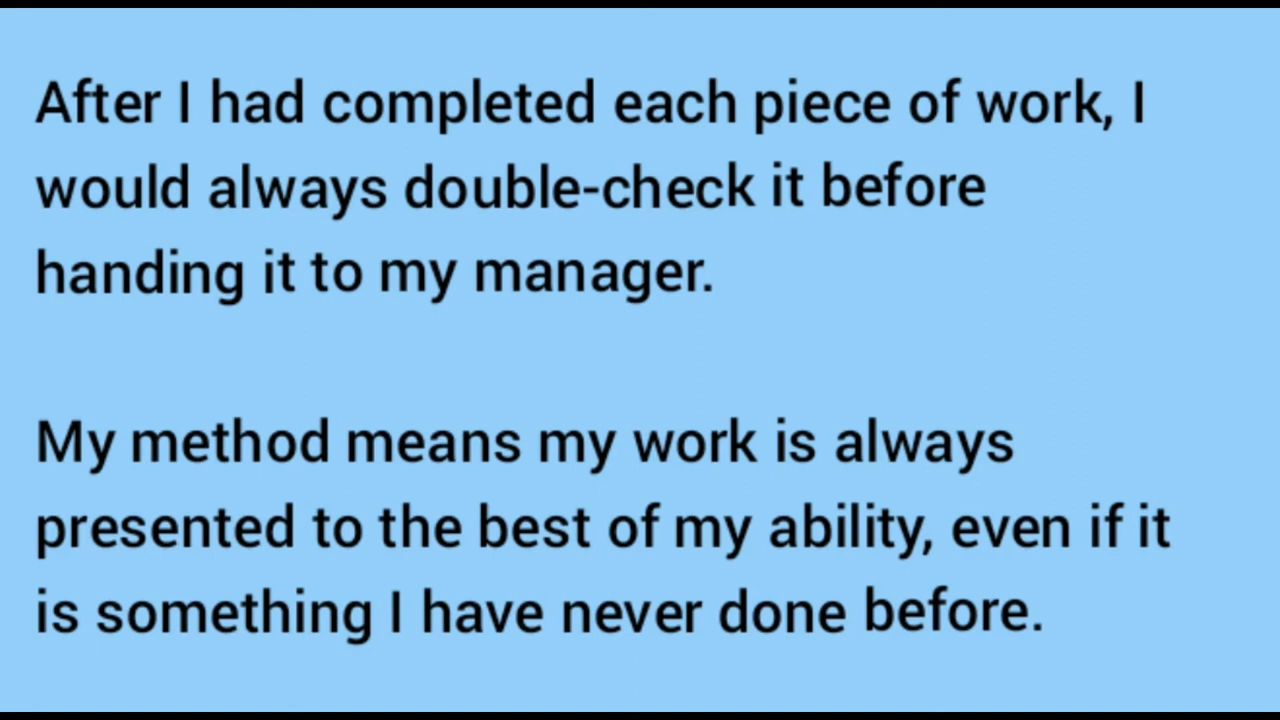 After I had completed each piece of work, I
would always double-check it before
handing it to my manager.
My method means my work is always
presented to the best of my ability, even if it
is something I have never done before.